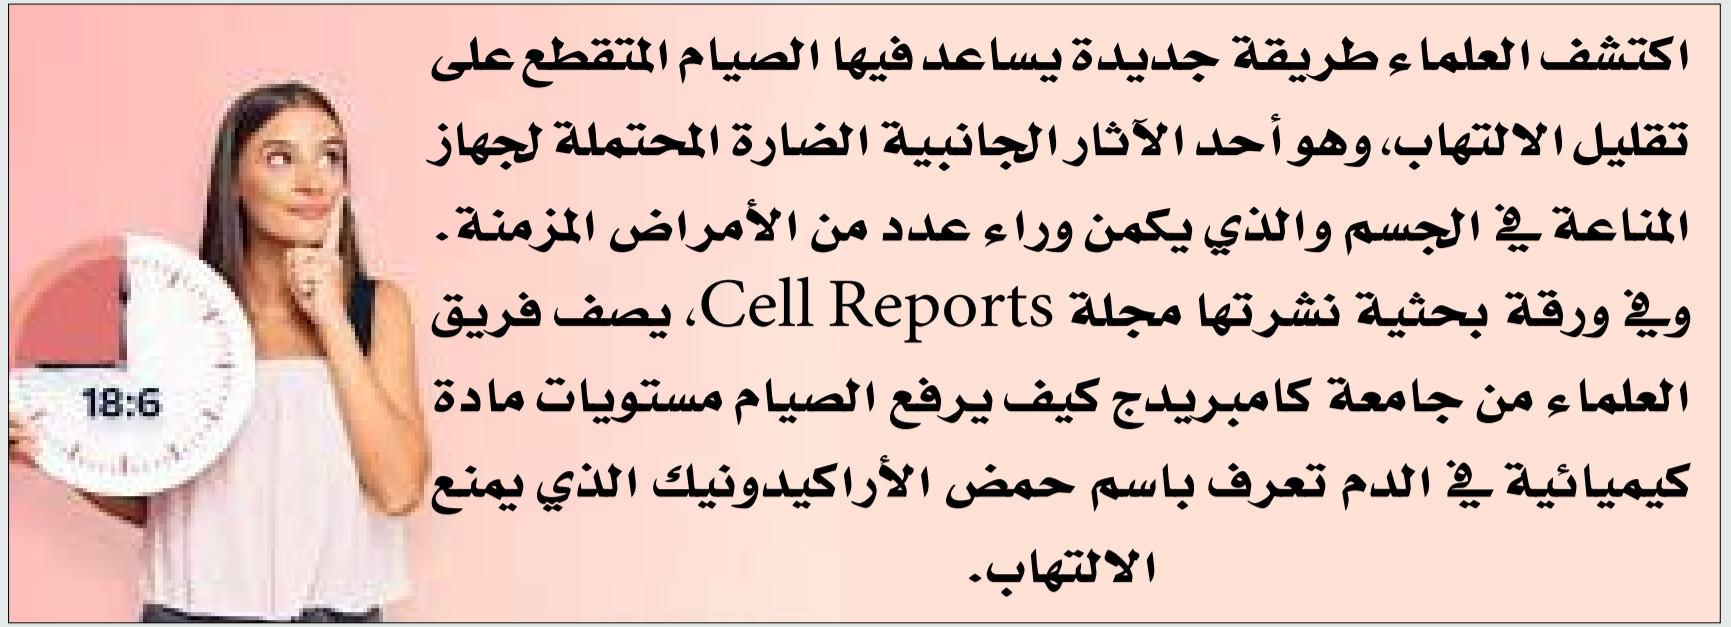 اكتشف العلماء طريقة جديدة يساعد فيها الصيام المتقطع على
تقليل الالتهاب، وهو أحد الآثار الجانبية الضارة المحتملة لجهاز
المناعة في الجسم والذي يكمن وراء عدد من الأمراض المزمنة.
وفي ورقة بحثية نشرتها مجلة Cell Reports، يصف فريق
العلماء من جامعة كامبريدج كيف يرفع الصيام مستويات مادة
كيميائية في الدم تعرف باسم حمض الأراكيدونيك الذي يمنع
الالتهاب.
18:6